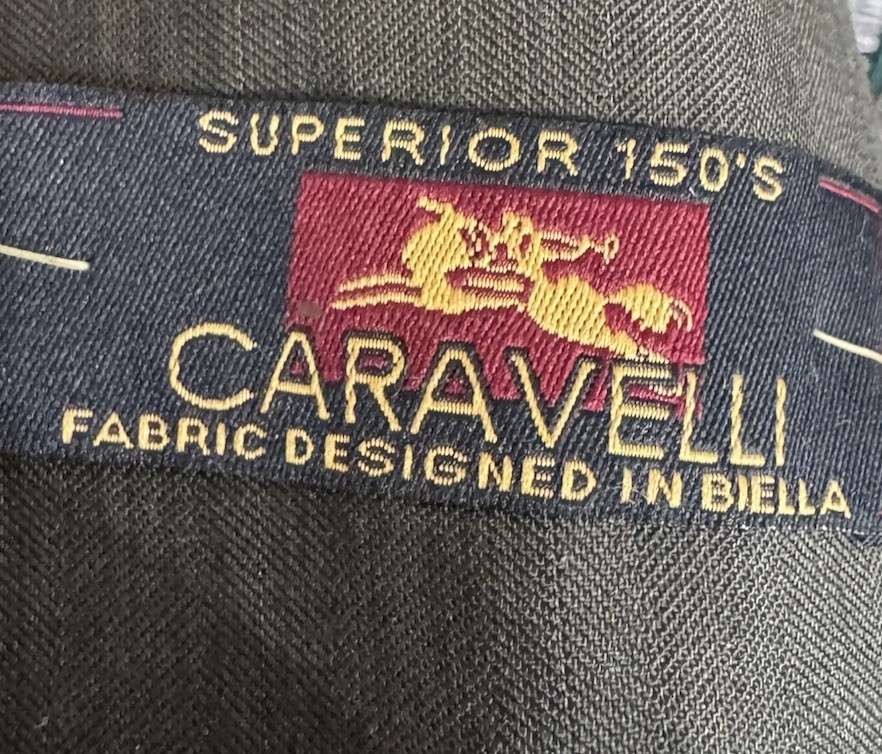 SUPERIOR 150'S
CARAVELLI
FABRIC DESIGNED IN BIELLA